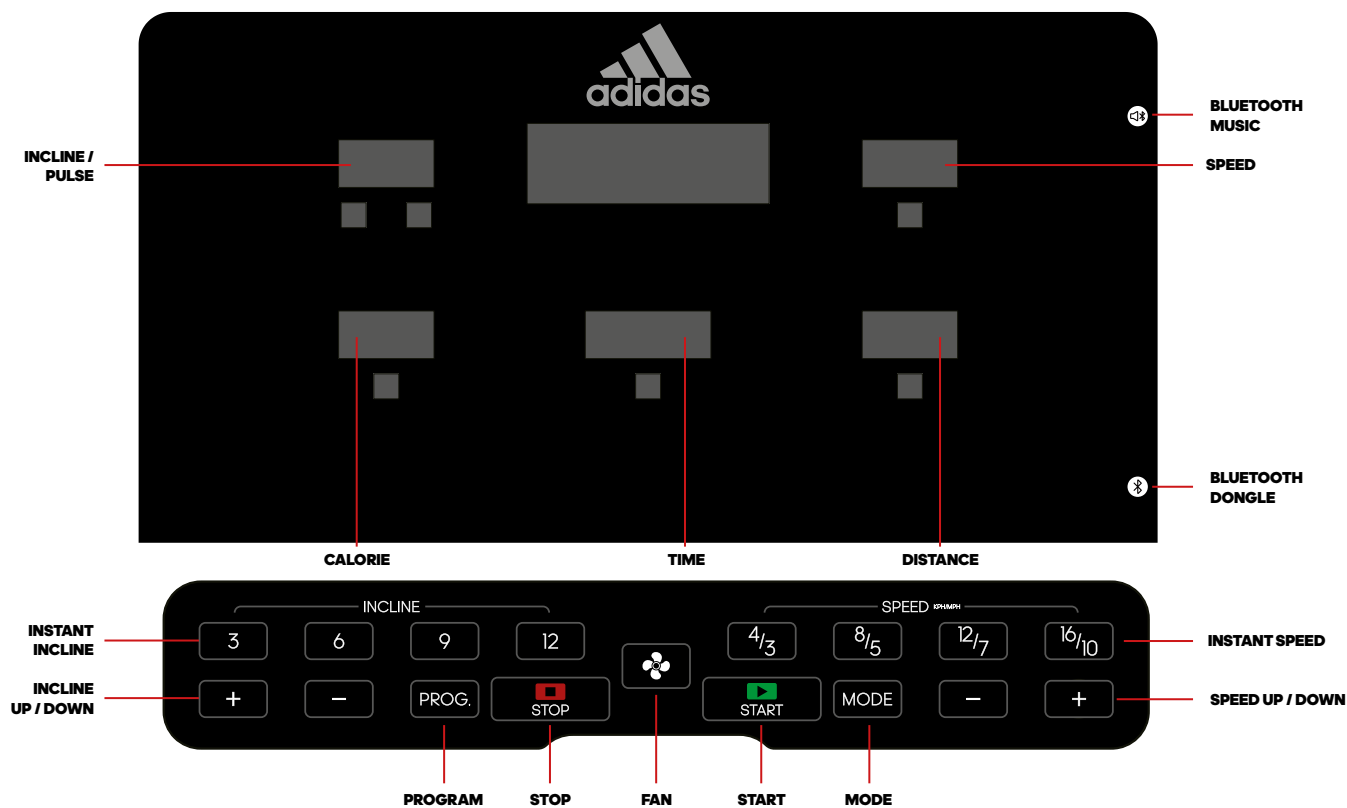 adidas
BLUETOOTH
MUSIC
INCLINE /
PULSE
SPEED
BLUETOOTH
DONGLE
CALORIE
TIME
DISTANCE
INCLINE
SPEED KPH/MPH
INSTANT
INCLINE
3
6
9
12
4/3
8/5
12/7
16/10
INSTANT SPEED
INCLINE
UP / DOWN
+
−
PROG.
STOP
START
MODE
−
+
SPEED UP / DOWN
PROGRAM
STOP
FAN
START
MODE